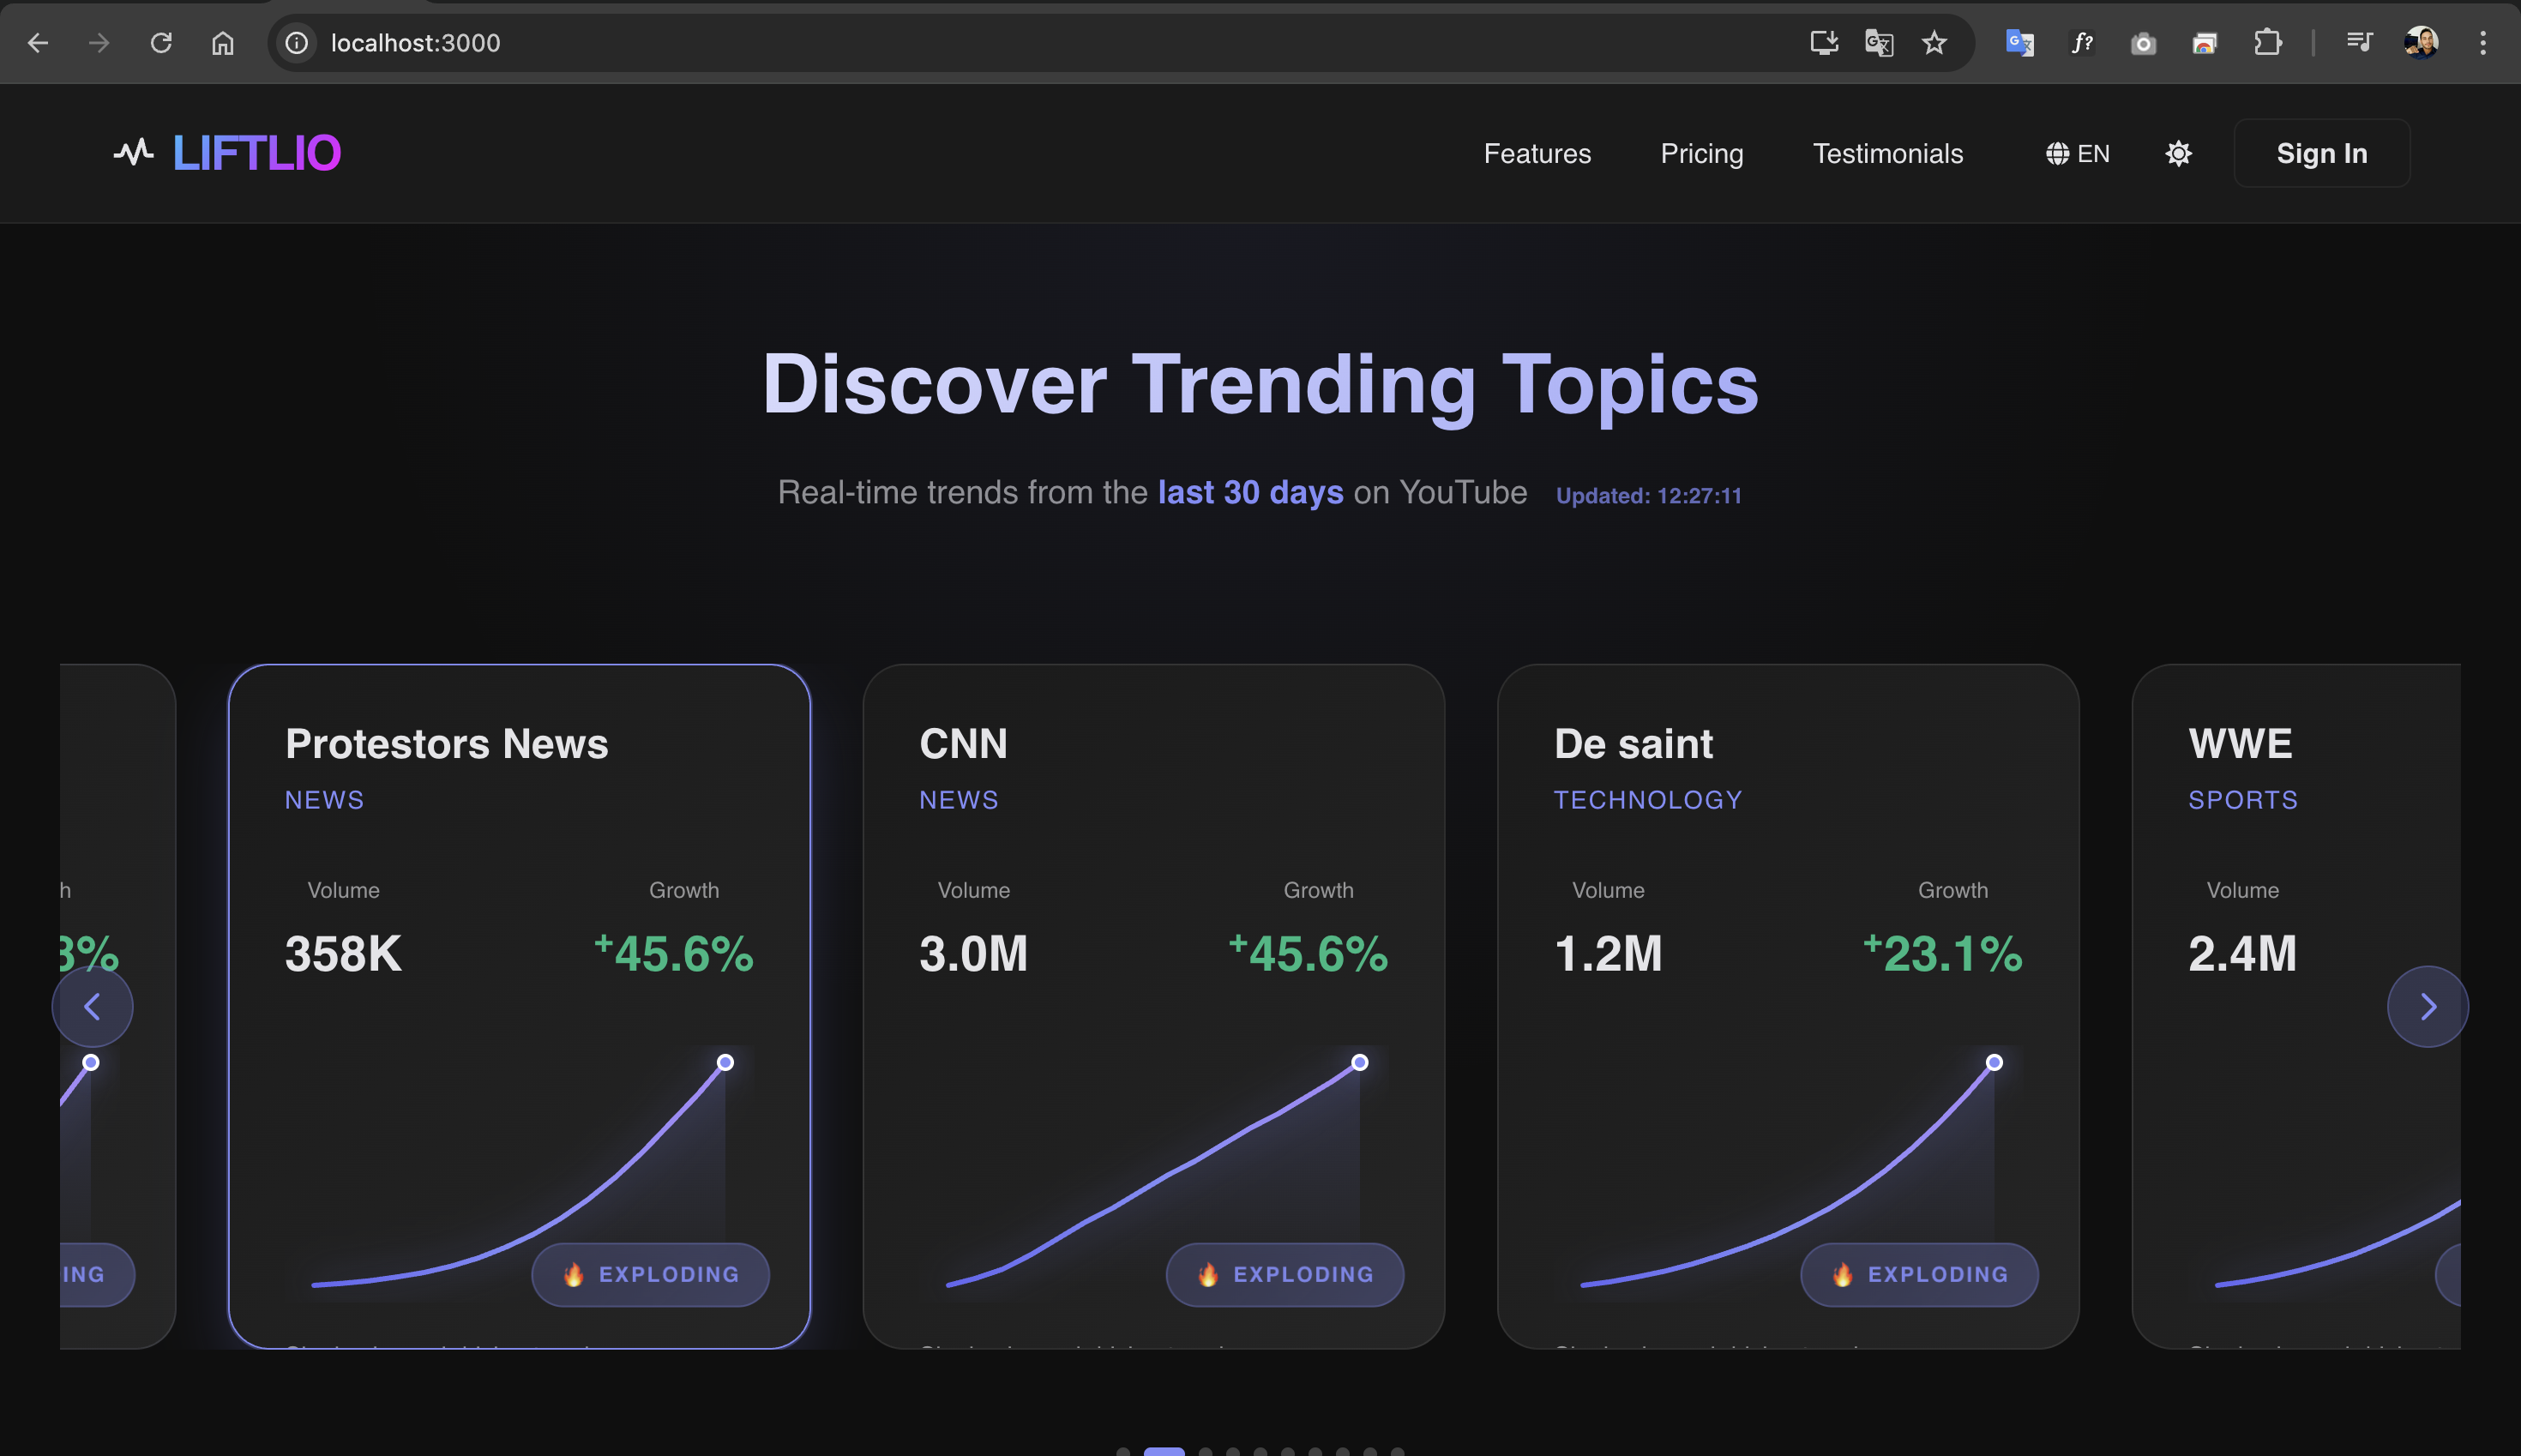 localhost:3000
LIFTLIO
Features
Pricing
Testimonials
EN
Sign In
Discover Trending Topics
Real-time trends from the last 30 days on YouTube
Updated: 12:27:11
h
8%
ING
Protestors News
NEWS
Volume
Growth
358K
+45.6%
🔥 EXPLODING
CNN
NEWS
Volume
Growth
3.0M
+45.6%
🔥 EXPLODING
De saint
TECHNOLOGY
Volume
Growth
1.2M
+23.1%
🔥 EXPLODING
WWE
SPORTS
Volume
2.4M